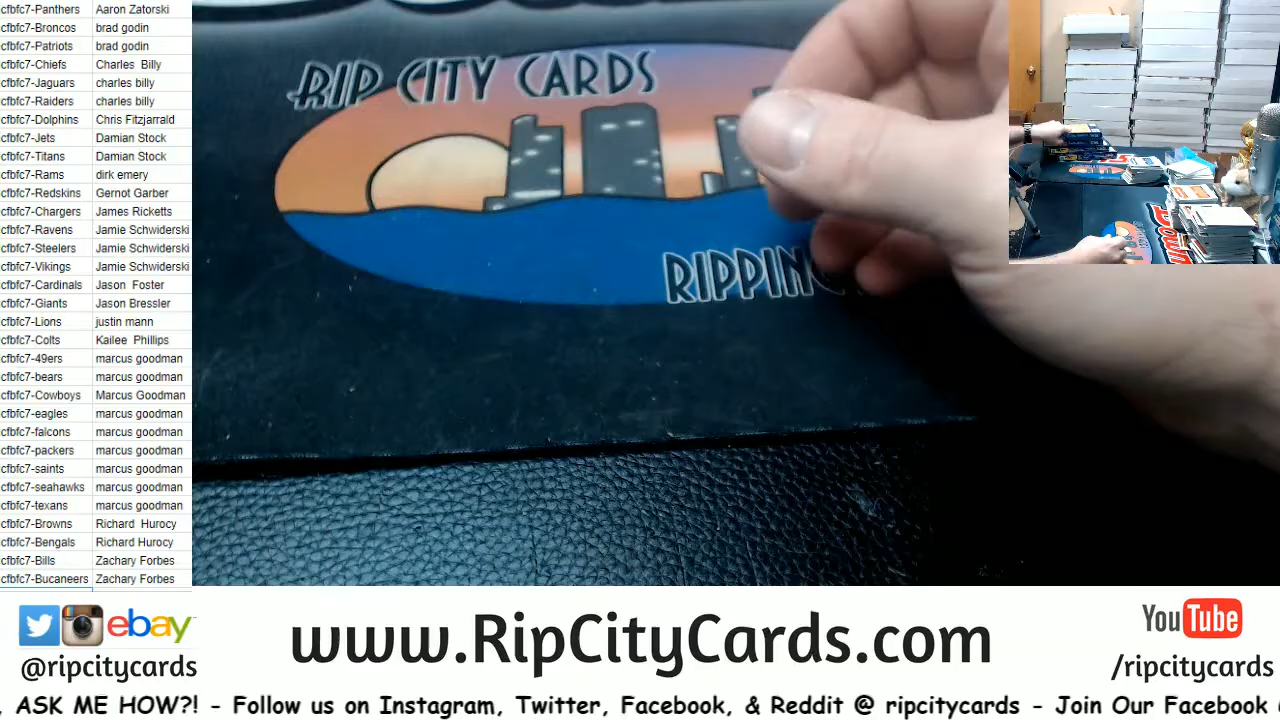 cfbfc7-Panthers Aaron Zatorski
cfbfc7-Broncos brad godin
cfbfc7-Patriots brad godin
cfbfc7-Chiefs Charles Billy
cfbfc7-Jaguars charles billy
cfbfc7-Raiders charles billy
cfbfc7-Dolphins Chris Fitzjarrald
cfbfc7-Jets Damian Stock
cfbfc7-Titans Damian Stock
cfbfc7-Rams dirk emery
cfbfc7-Redskins Gernot Garber
cfbfc7-Chargers James Ricketts
cfbfc7-Ravens Jamie Schwiderski
cfbfc7-Steelers Jamie Schwiderski
cfbfc7-Vikings Jamie Schwiderski
cfbfc7-Cardinals Jason Foster
cfbfc7-Giants Jason Bressler
cfbfc7-Lions justin mann
cfbfc7-Colts Kailee Phillips
cfbfc7-49ers marcus goodman
cfbfc7-bears marcus goodman
cfbfc7-Cowboys Marcus Goodman
cfbfc7-eagles marcus goodman
cfbfc7-falcons marcus goodman
cfbfc7-packers marcus goodman
cfbfc7-saints marcus goodman
cfbfc7-seahawks marcus goodman
cfbfc7-texans marcus goodman
cfbfc7-Browns Richard Hurocy
cfbfc7-Bengals Richard Hurocy
cfbfc7-Bills Zachary Forbes
cfbfc7-Bucaneers Zachary Forbes
RIP CITY CARDS
RIPPIN
ebay
@ripcitycards
www.RipCityCards.com
YouTube
/ripcitycards
, ASK ME HOW?! - Follow us on Instagram, Twitter, Facebook, & Reddit @ ripcitycards - Join Our Facebook